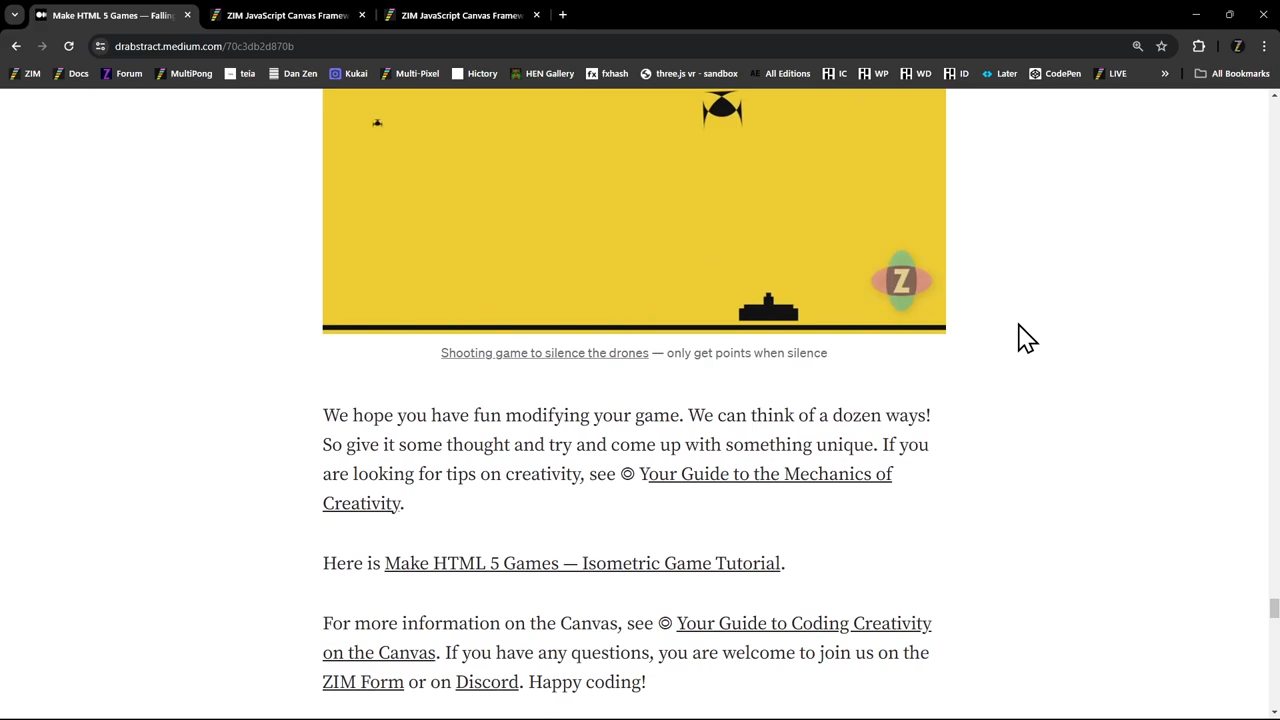 Make HTML 5 Games — Falling
ZIM JavaScript Canvas Framew
ZIM JavaScript Canvas Framew
drabstract.medium.com/70c3db2d870b
ZIM Docs Forum MultiPong teia Dan Zen Kukai Multi-Pixel Hictory HEN Gallery fxhash three.js vr - sandbox All Editions IC WP WD ID Later CodePen LIVE » All Bookmarks
Z
Shooting game to silence the drones — only get points when silence
We hope you have fun modifying your game. We can think of a dozen ways!
So give it some thought and try and come up with something unique. If you
are looking for tips on creativity, see ⌾ Your Guide to the Mechanics of
Creativity.
Here is Make HTML 5 Games — Isometric Game Tutorial.
For more information on the Canvas, see ⌾ Your Guide to Coding Creativity
on the Canvas. If you have any questions, you are welcome to join us on the
ZIM Form or on Discord. Happy coding!